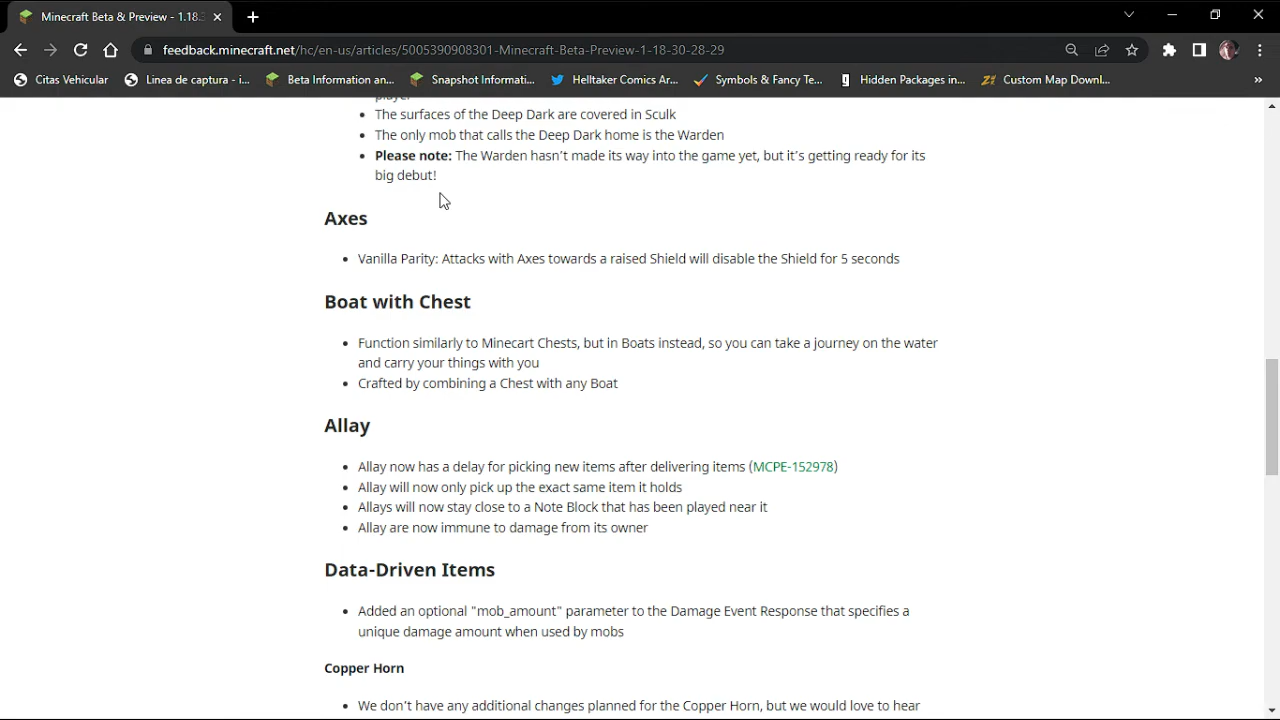 Minecraft Beta & Preview - 1.18.3
feedback.minecraft.net/hc/en-us/articles/5005390908301-Minecraft-Beta-Preview-1-18-30-28-29
Citas Vehicular Linea de captura - i... Beta Information an... Snapshot Informati... Helltaker Comics Ar... Symbols & Fancy Te... Hidden Packages in... Custom Map Downl... »
player
• The surfaces of the Deep Dark are covered in Sculk
• The only mob that calls the Deep Dark home is the Warden
• Please note: The Warden hasn't made its way into the game yet, but it's getting ready for its
big debut!
Axes
• Vanilla Parity: Attacks with Axes towards a raised Shield will disable the Shield for 5 seconds
Boat with Chest
• Function similarly to Minecart Chests, but in Boats instead, so you can take a journey on the water
and carry your things with you
• Crafted by combining a Chest with any Boat
Allay
• Allay now has a delay for picking new items after delivering items (MCPE-152978)
• Allay will now only pick up the exact same item it holds
• Allays will now stay close to a Note Block that has been played near it
• Allay are now immune to damage from its owner
Data-Driven Items
• Added an optional "mob_amount" parameter to the Damage Event Response that specifies a
unique damage amount when used by mobs
Copper Horn
• We don't have any additional changes planned for the Copper Horn, but we would love to hear